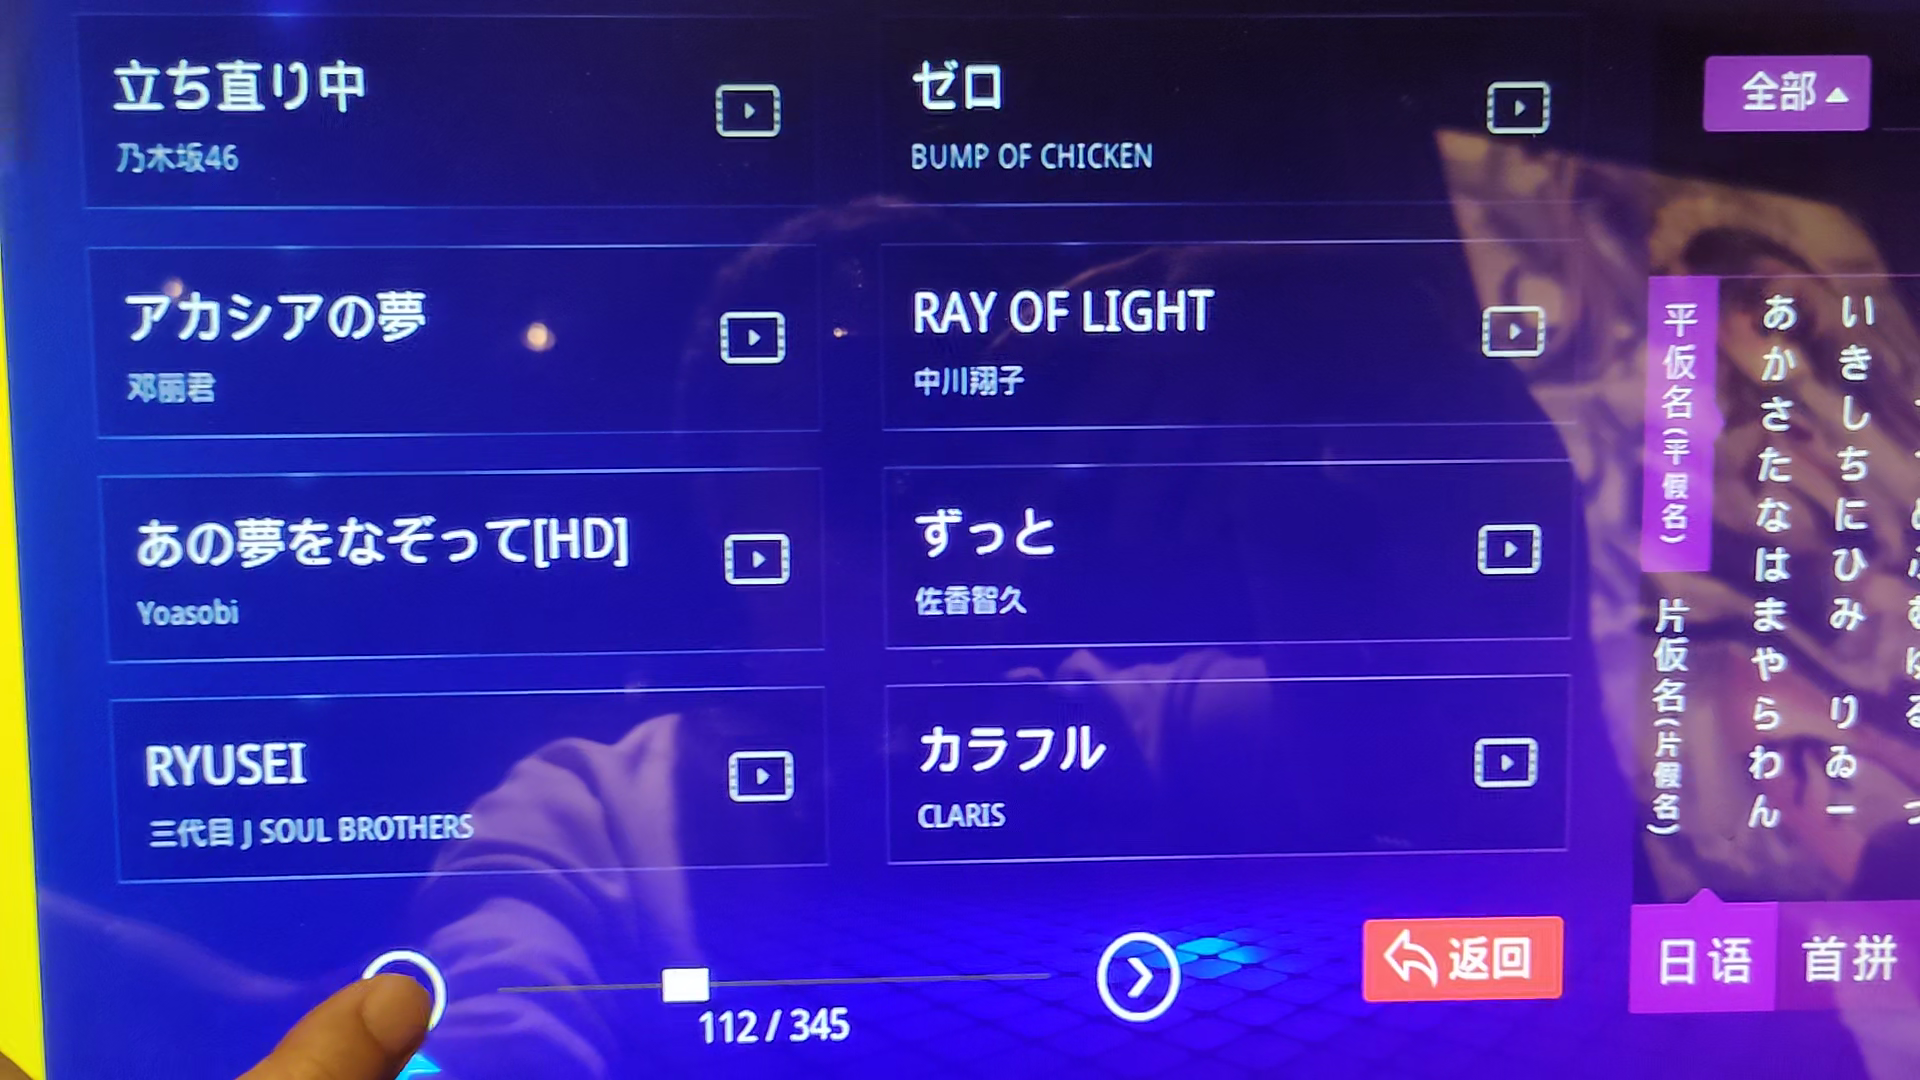 立ち直り中
乃木坂46
ゼロ
BUMP OF CHICKEN
アカシアの夢
邓丽君
RAY OF LIGHT
中川翔子
あの夢をなぞって[HD]
Yoasobi
ずっと
佐香智久
RYUSEI
三代目 J SOUL BROTHERS
カラフル
CLARIS
112 / 345
返回
全部
平仮名(平假名)
片仮名(片假名)
あかさたなはまやらわん
いきしちにひみ りゐー
日语
首拼